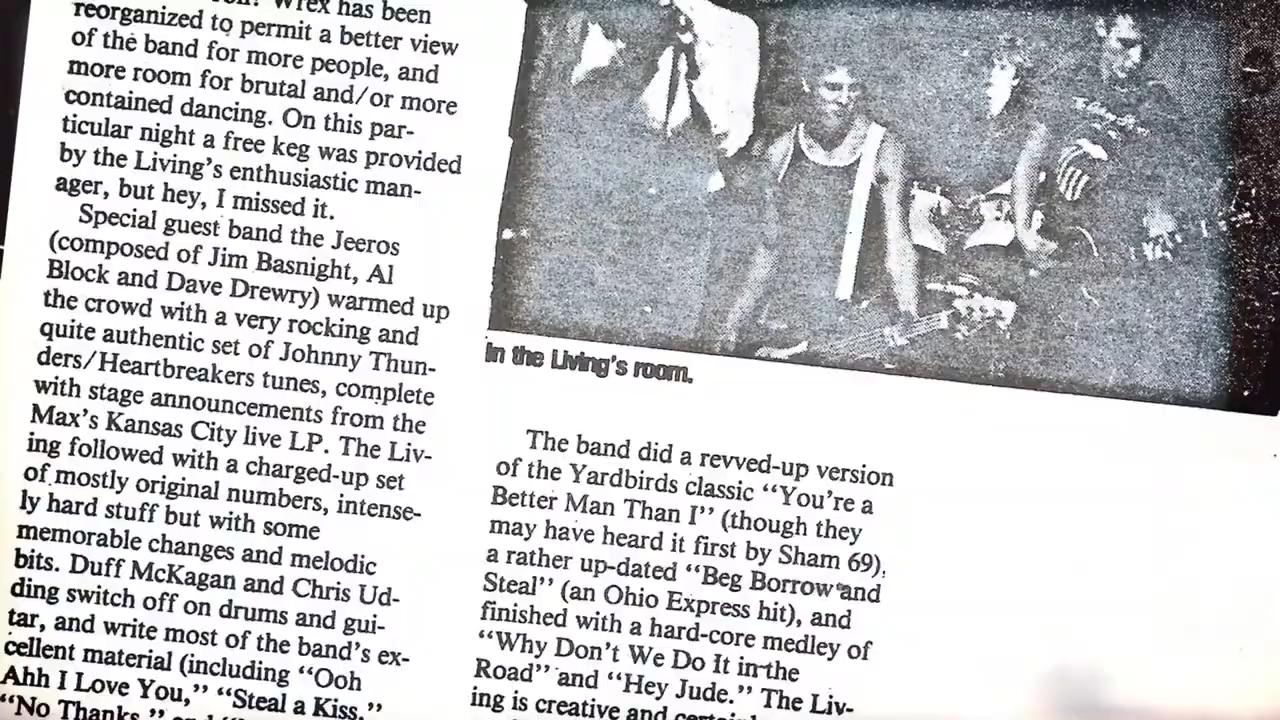 Wrex has been
reorganized to permit a better view
of the band for more people, and
more room for brutal and/or more
contained dancing. On this par-
ticular night a free keg was provided
by the Living's enthusiastic man-
ager, but hey, I missed it.
Special guest band the Jeeros
(composed of Jim Basnight, Al
Block and Dave Drewry) warmed up
the crowd with a very rocking and
quite authentic set of Johnny Thun-
ders/Heartbreakers tunes, complete
with stage announcements from the
Max's Kansas City live LP. The Liv-
ing followed with a charged-up set
of mostly original numbers, intense-
ly hard stuff but with some
memorable changes and melodic
bits. Duff McKagan and Chris Ud-
ding switch off on drums and gui-
tar, and write most of the band's ex-
cellent material (including "Ooh
Ahh I Love You," "Steal a Kiss,"
"No Thanks,"
In the Living's room.
The band did a revved-up version
of the Yardbirds classic "You're a
Better Man Than I" (though they
may have heard it first by Sham 69),
a rather up-dated "Beg Borrow and
Steal" (an Ohio Express hit), and
finished with a hard-core medley of
"Why Don't We Do It in the
Road" and "Hey Jude." The Liv-
ing is creative and